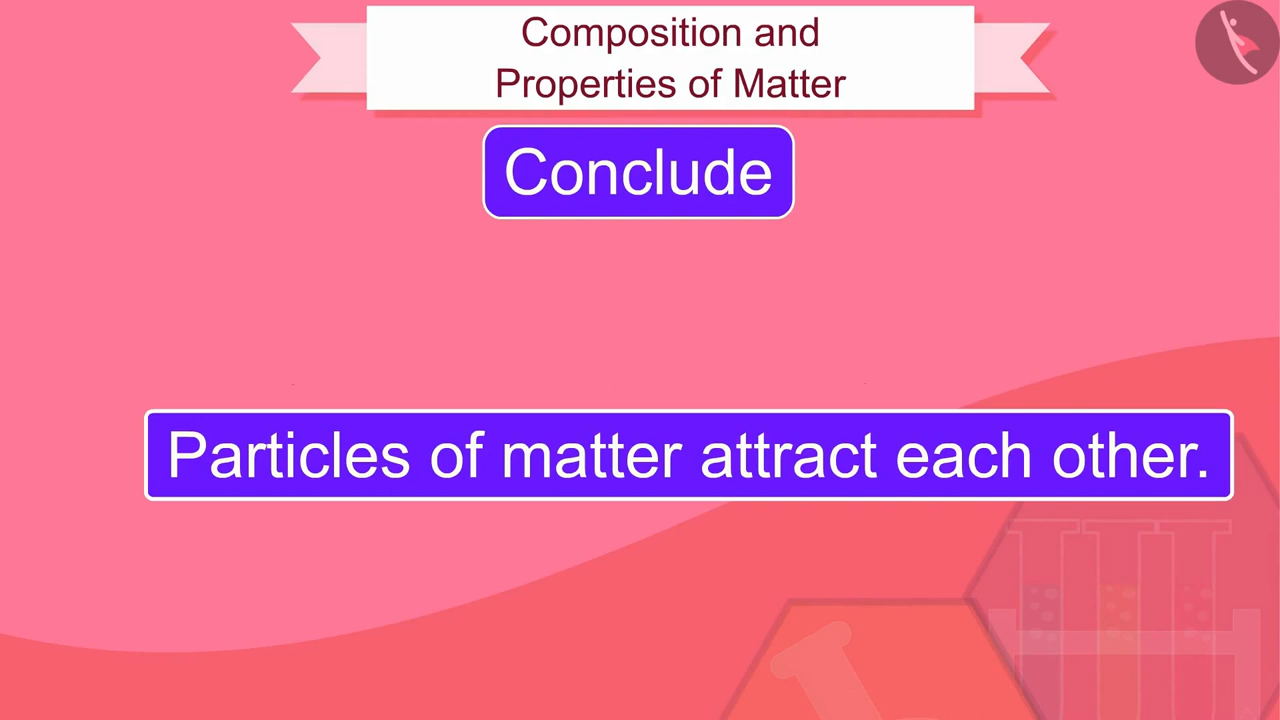 Composition and
Properties of Matter
Conclude
Particles of matter attract each other.